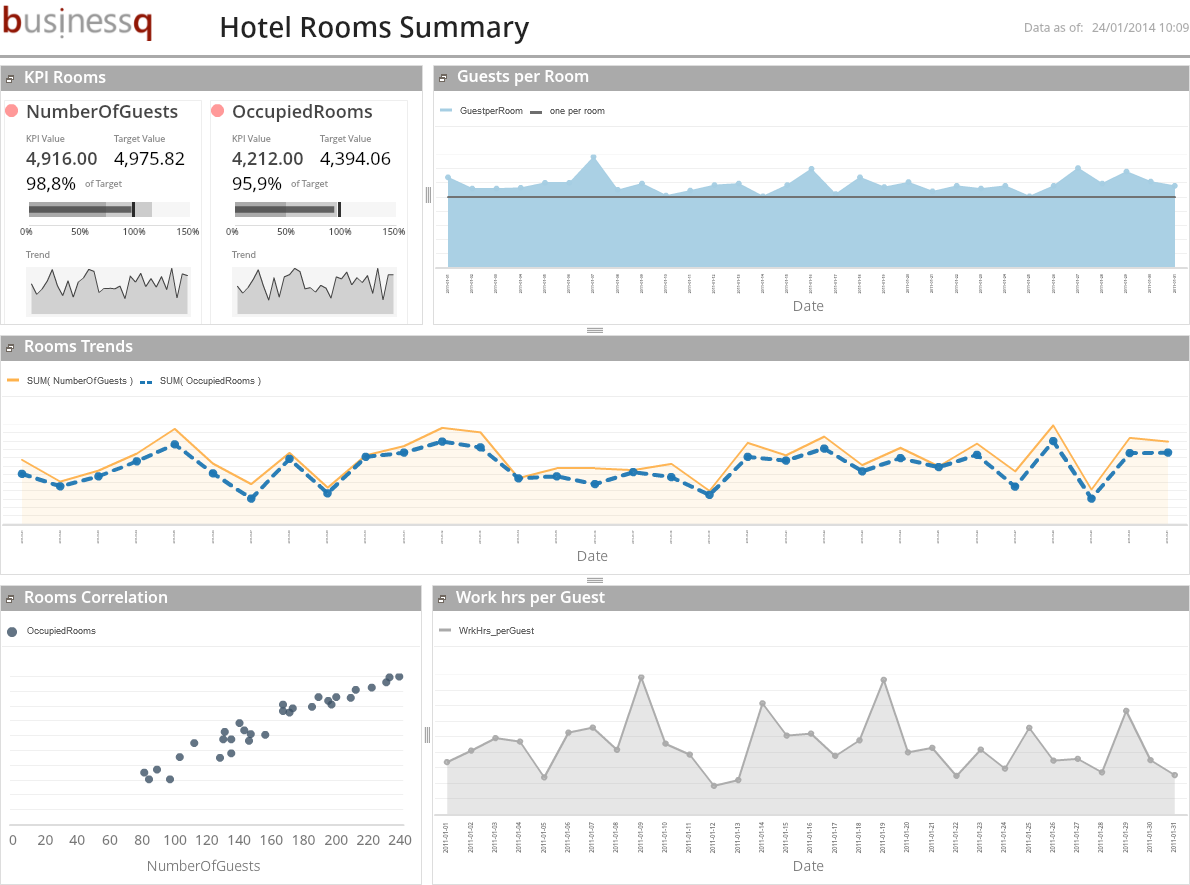 businessq
Hotel Rooms Summary
Data as of: 24/01/2014 10:09
KPI Rooms
NumberOfGuests
KPI Value Target Value
4,916.00 4,975.82
98,8% of Target
0% 50% 100% 150%
Trend
OccupiedRooms
KPI Value Target Value
4,212.00 4,394.06
95,9% of Target
0% 50% 100% 150%
Trend
Guests per Room
GuestperRoom one per room
Date
Rooms Trends
SUM( NumberOfGuests ) SUM( OccupiedRooms )
Date
Rooms Correlation
OccupiedRooms
0 20 40 60 80 100 120 140 160 180 200 220 240
NumberOfGuests
Work hrs per Guest
WrkHrs_perGuest
2011-01-01 2011-01-02 2011-01-03 2011-01-04 2011-01-05 2011-01-06 2011-01-07 2011-01-08 2011-01-09 2011-01-10 2011-01-11 2011-01-12 2011-01-13 2011-01-14 2011-01-15 2011-01-16 2011-01-17 2011-01-18 2011-01-19 2011-01-20 2011-01-21 2011-01-22 2011-01-23 2011-01-24 2011-01-25 2011-01-26 2011-01-27 2011-01-28 2011-01-29 2011-01-30 2011-01-31
Date